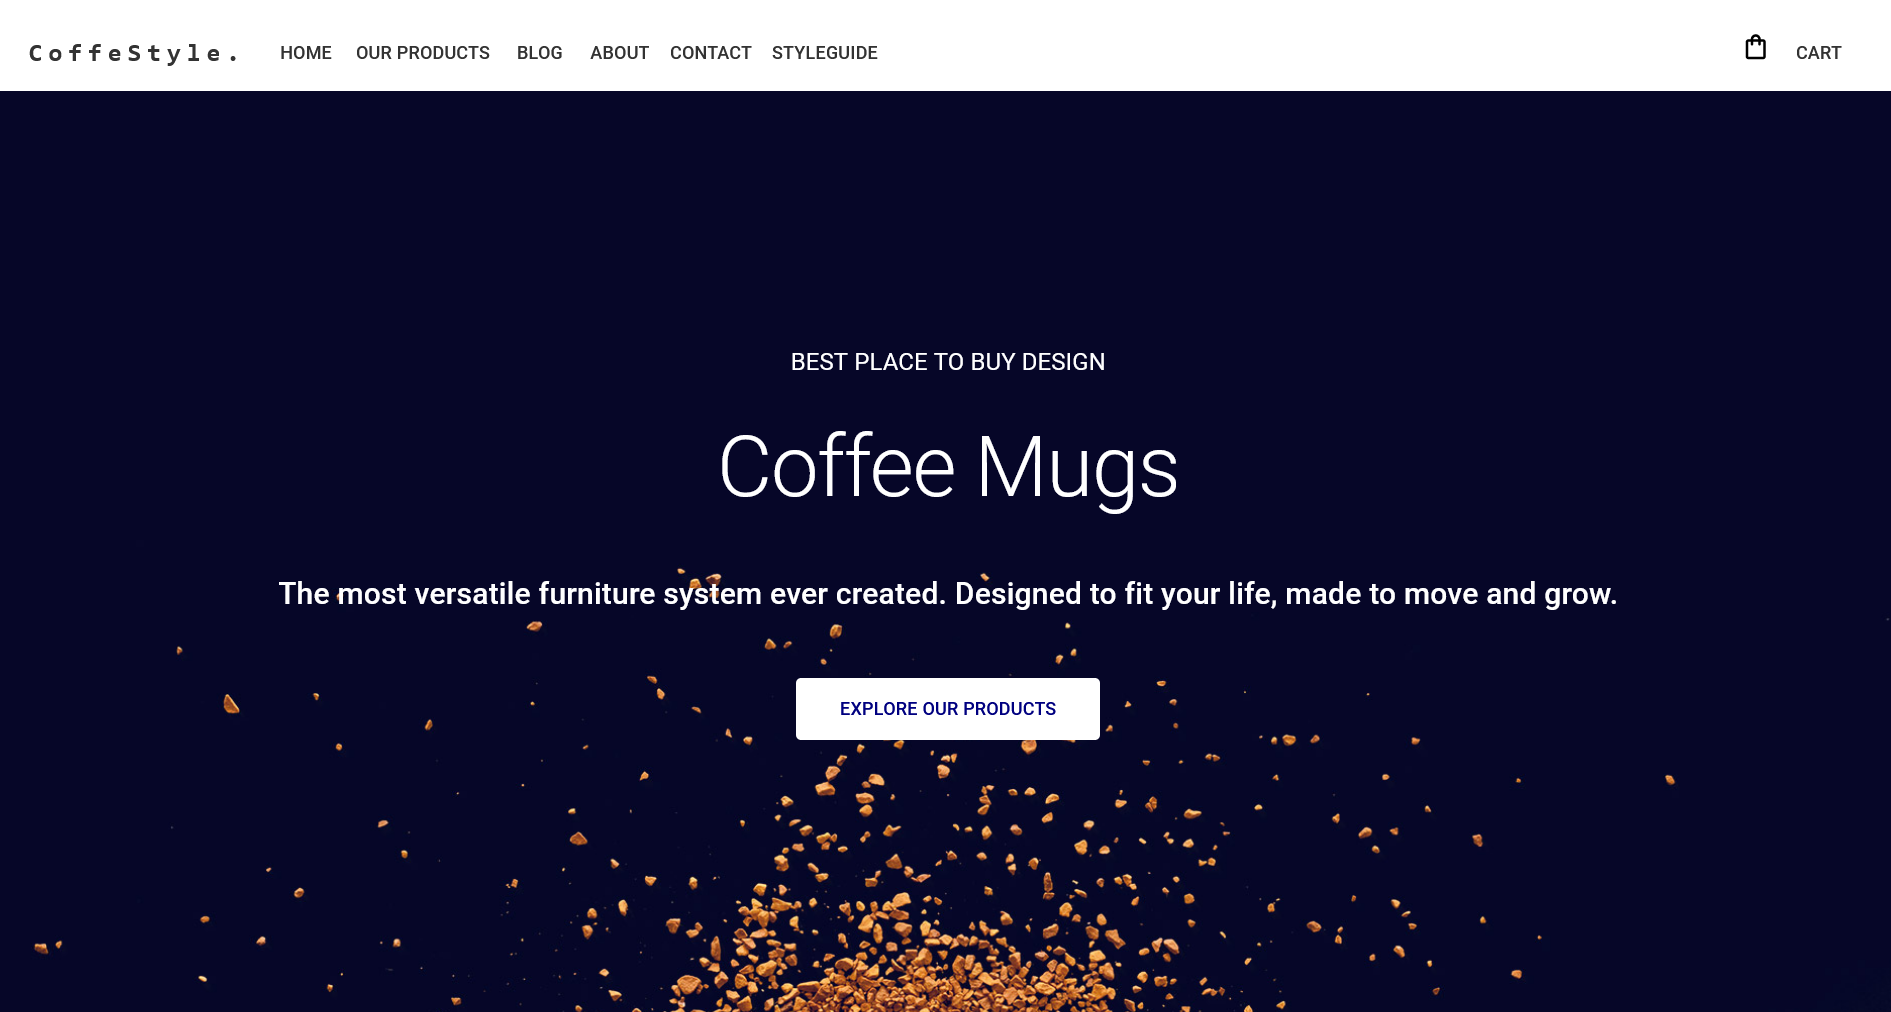 CoffeStyle.
HOME OUR PRODUCTS BLOG ABOUT CONTACT STYLEGUIDE CART
BEST PLACE TO BUY DESIGN
Coffee Mugs
The most versatile furniture system ever created. Designed to fit your life, made to move and grow.
EXPLORE OUR PRODUCTS